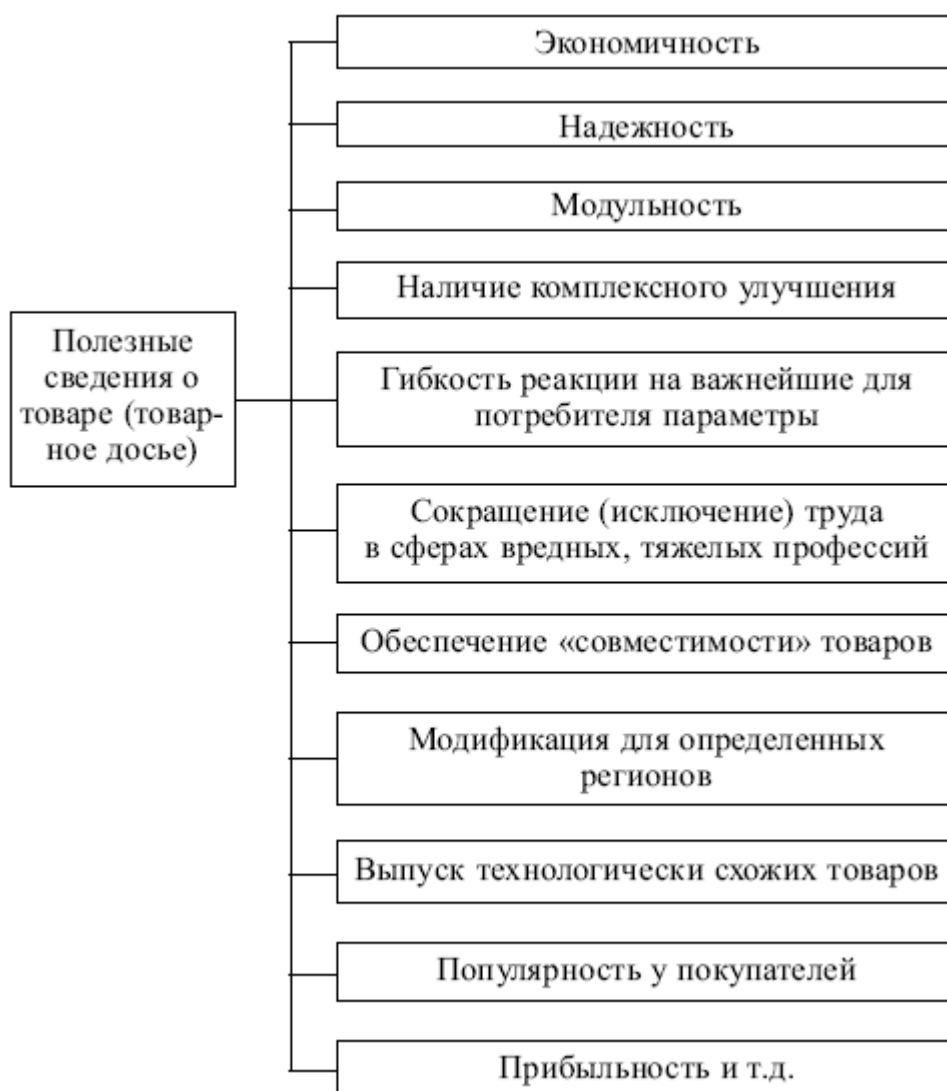 Экономичность
Надежность
Модульность
Наличие комплексного улучшения
Полезные
сведения о
товаре (товар-
ное досье)
Гибкость реакции на важнейшие для
потребителя параметры
Сокращение (исключение) труда
в сферах вредных, тяжелых профессий
Обеспечение «совместимости» товаров
Модификация для определенных
регионов
Выпуск технологически схожих товаров
Популярность у покупателей
Прибыльность и т.д.